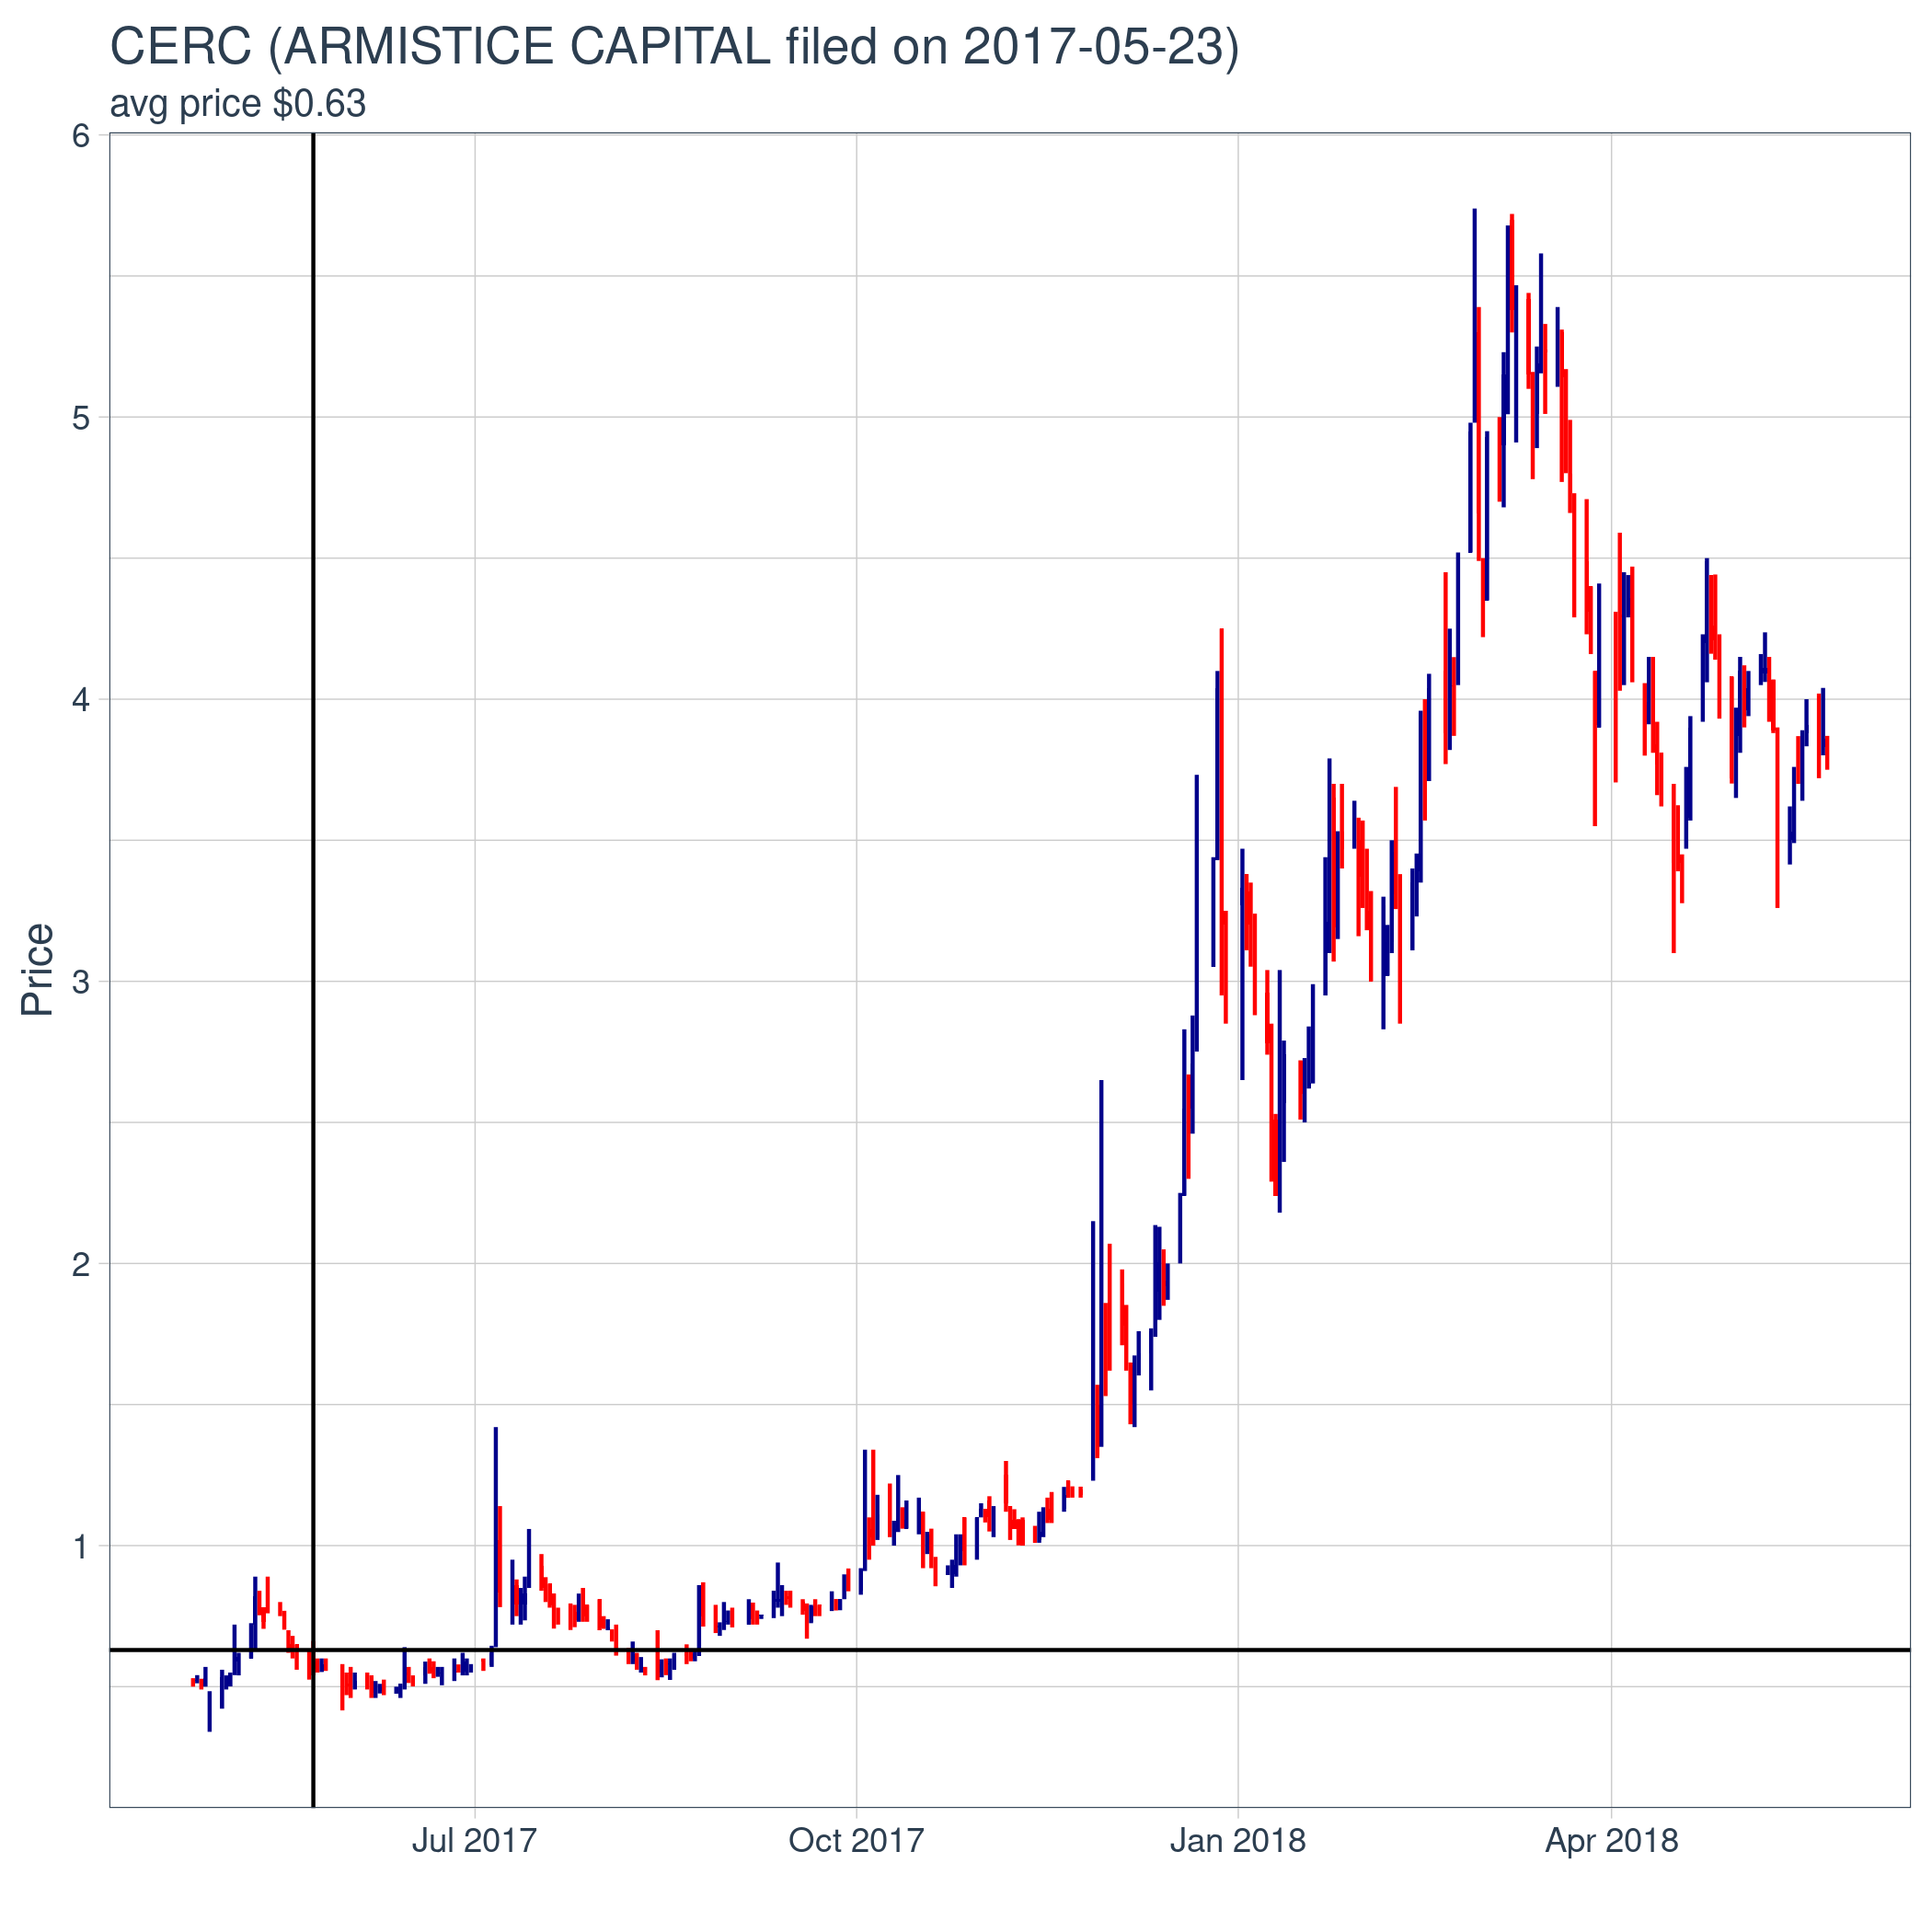 CERC (ARMISTICE CAPITAL filed on 2017-05-23)
avg price $0.63
6
5
4
3
2
1
Price
Jul 2017
Oct 2017
Jan 2018
Apr 2018